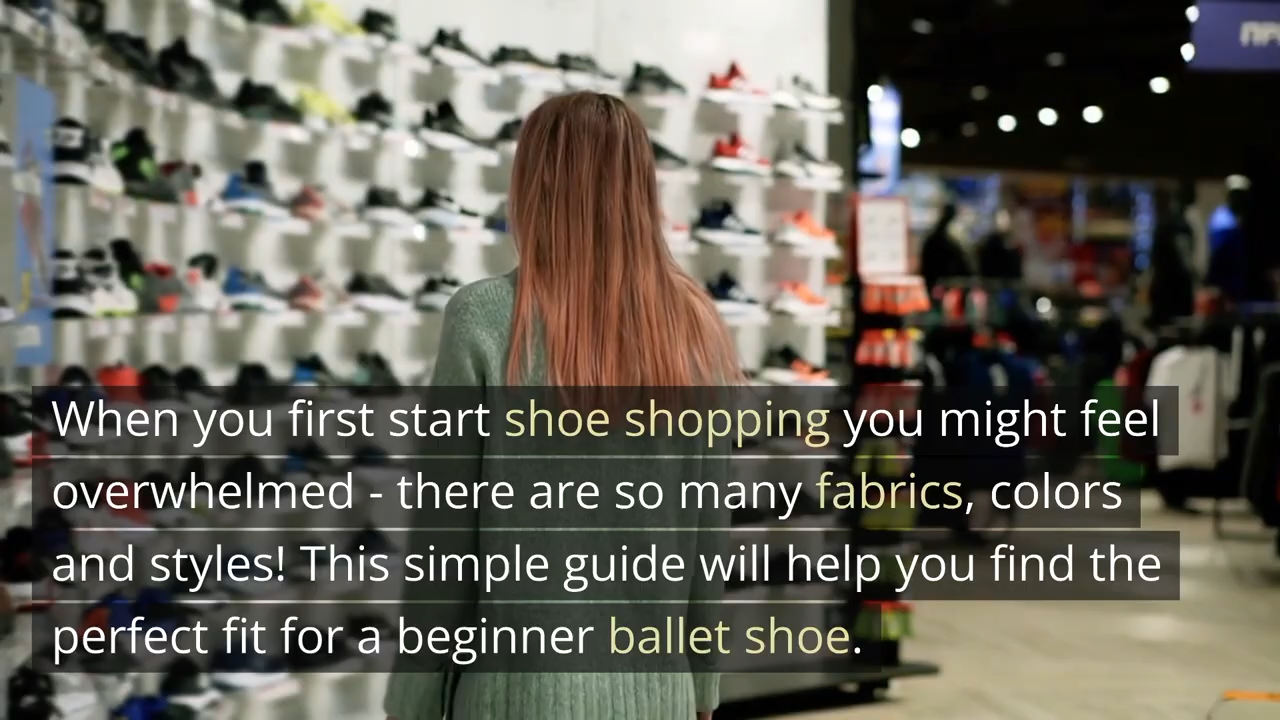 When you first start shoe shopping you might feel
overwhelmed - there are so many fabrics, colors
and styles! This simple guide will help you find the
perfect fit for a beginner ballet shoe.